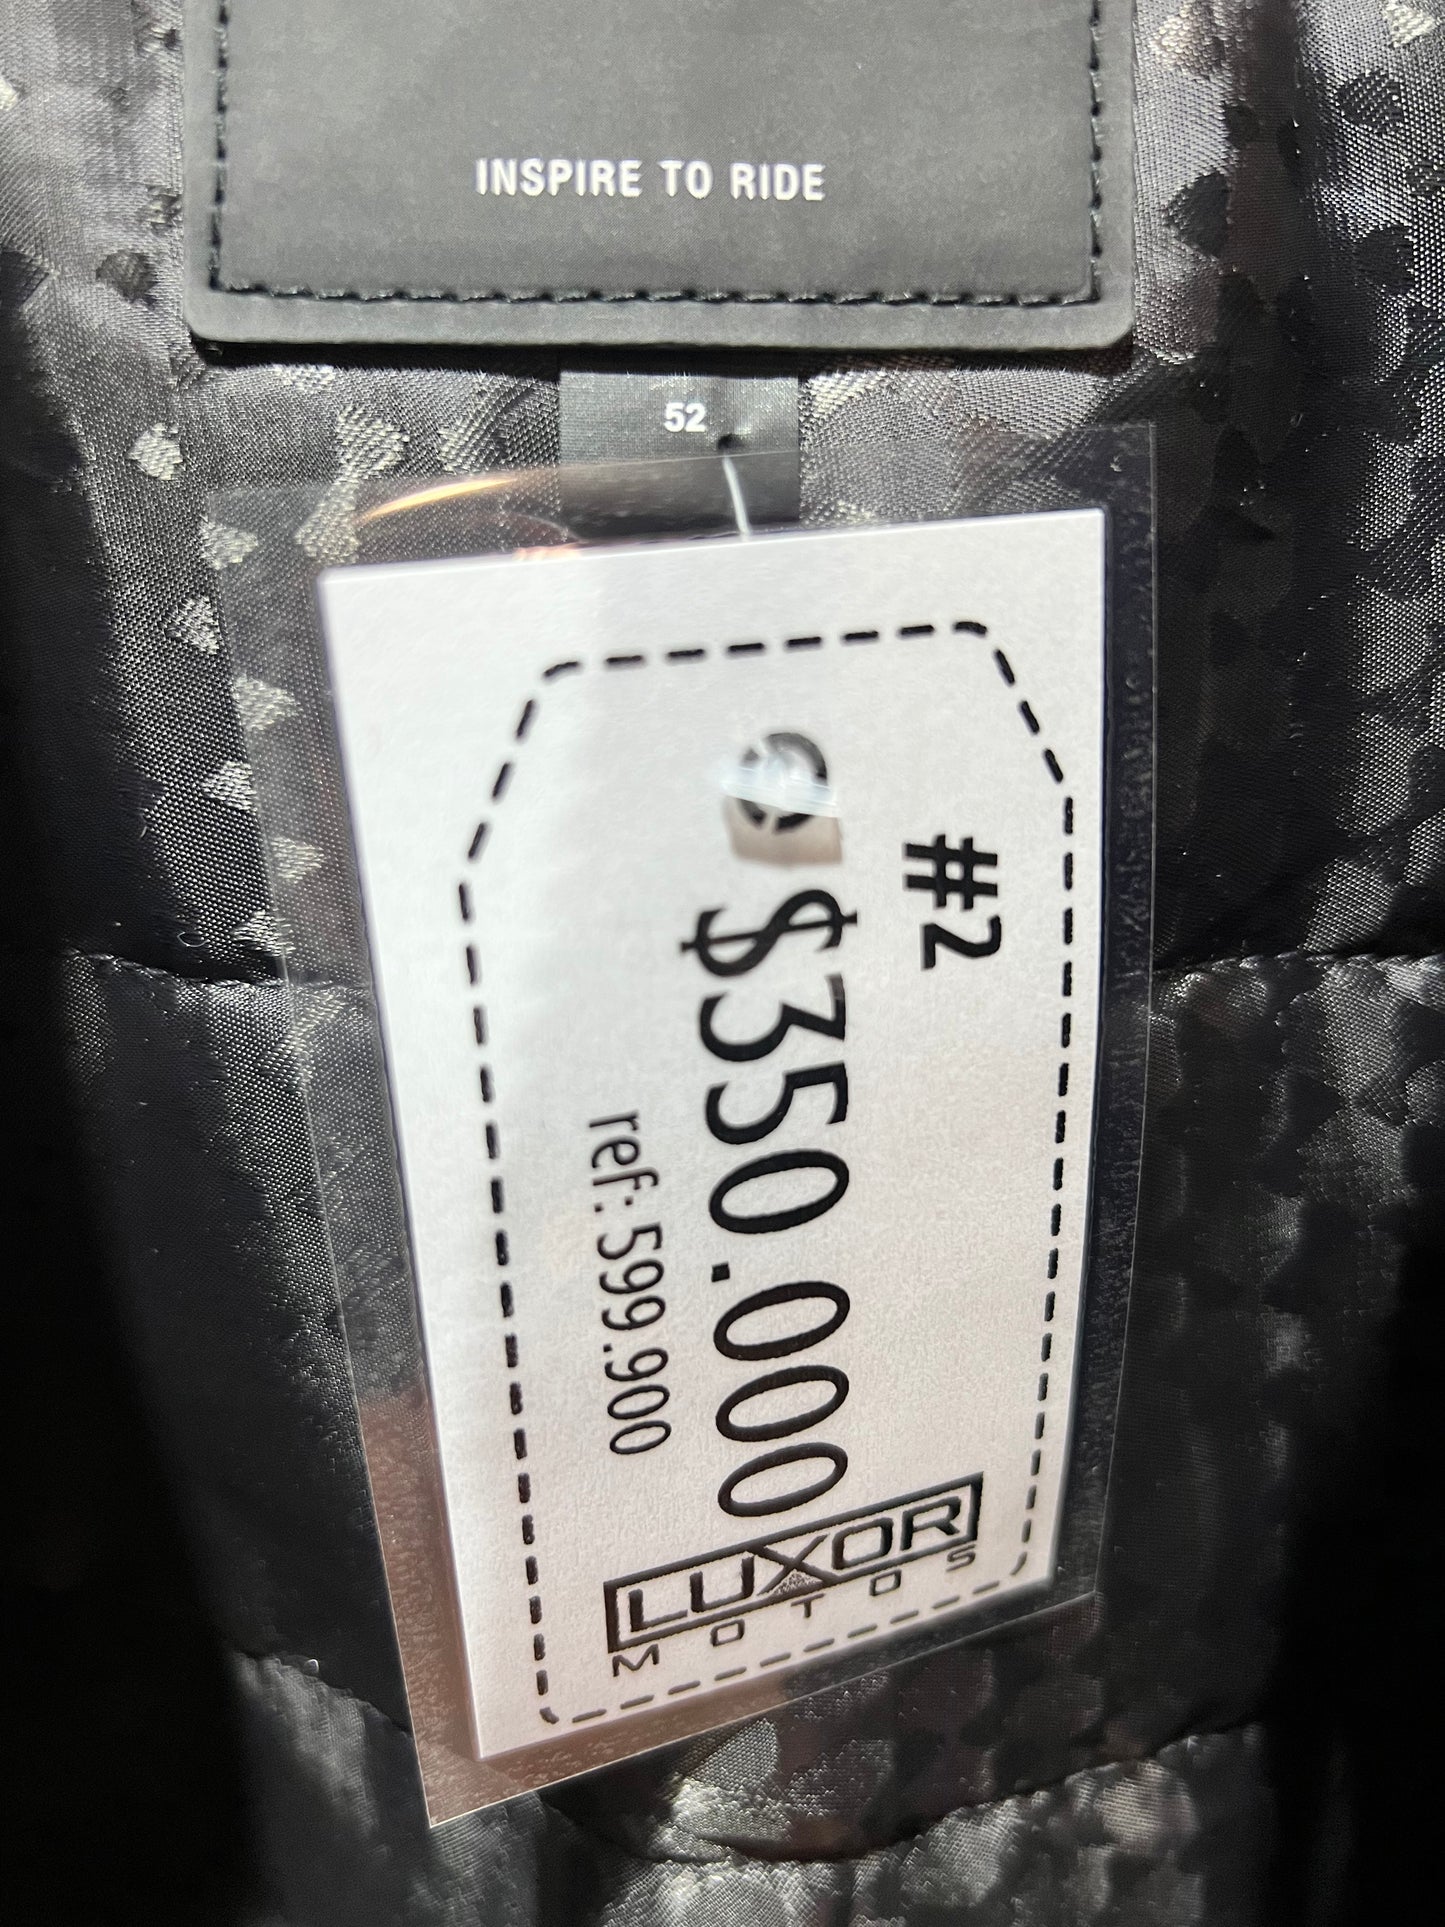 INSPIRE TO RIDE
52
#2
$350.000
ref: 599.900
LUXOR
MOTOS